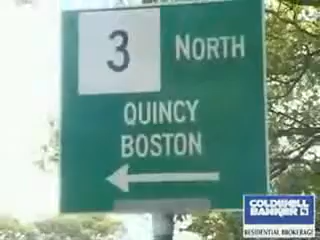 3 NORTH
QUINCY
BOSTON
COLDWELL
BANKER
RESIDENTIAL BROKERAGE